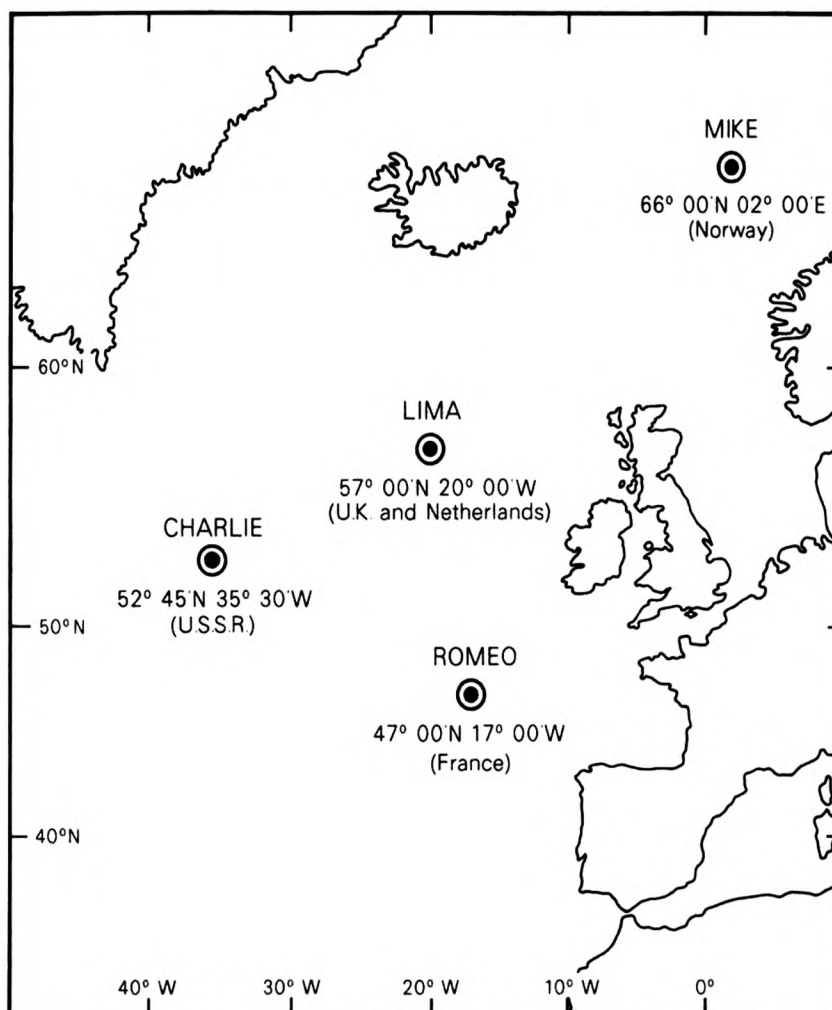 MIKE
66° 00'N 02° 00'E
(Norway)
60°N
LIMA
57° 00'N 20° 00'W
(U.K. and Netherlands)
CHARLIE
52° 45'N 35° 30'W
(U.S.S.R.)
50°N
ROMEO
47° 00'N 17° 00'W
(France)
40°N
40° W
30° W
20° W
10° W
0°